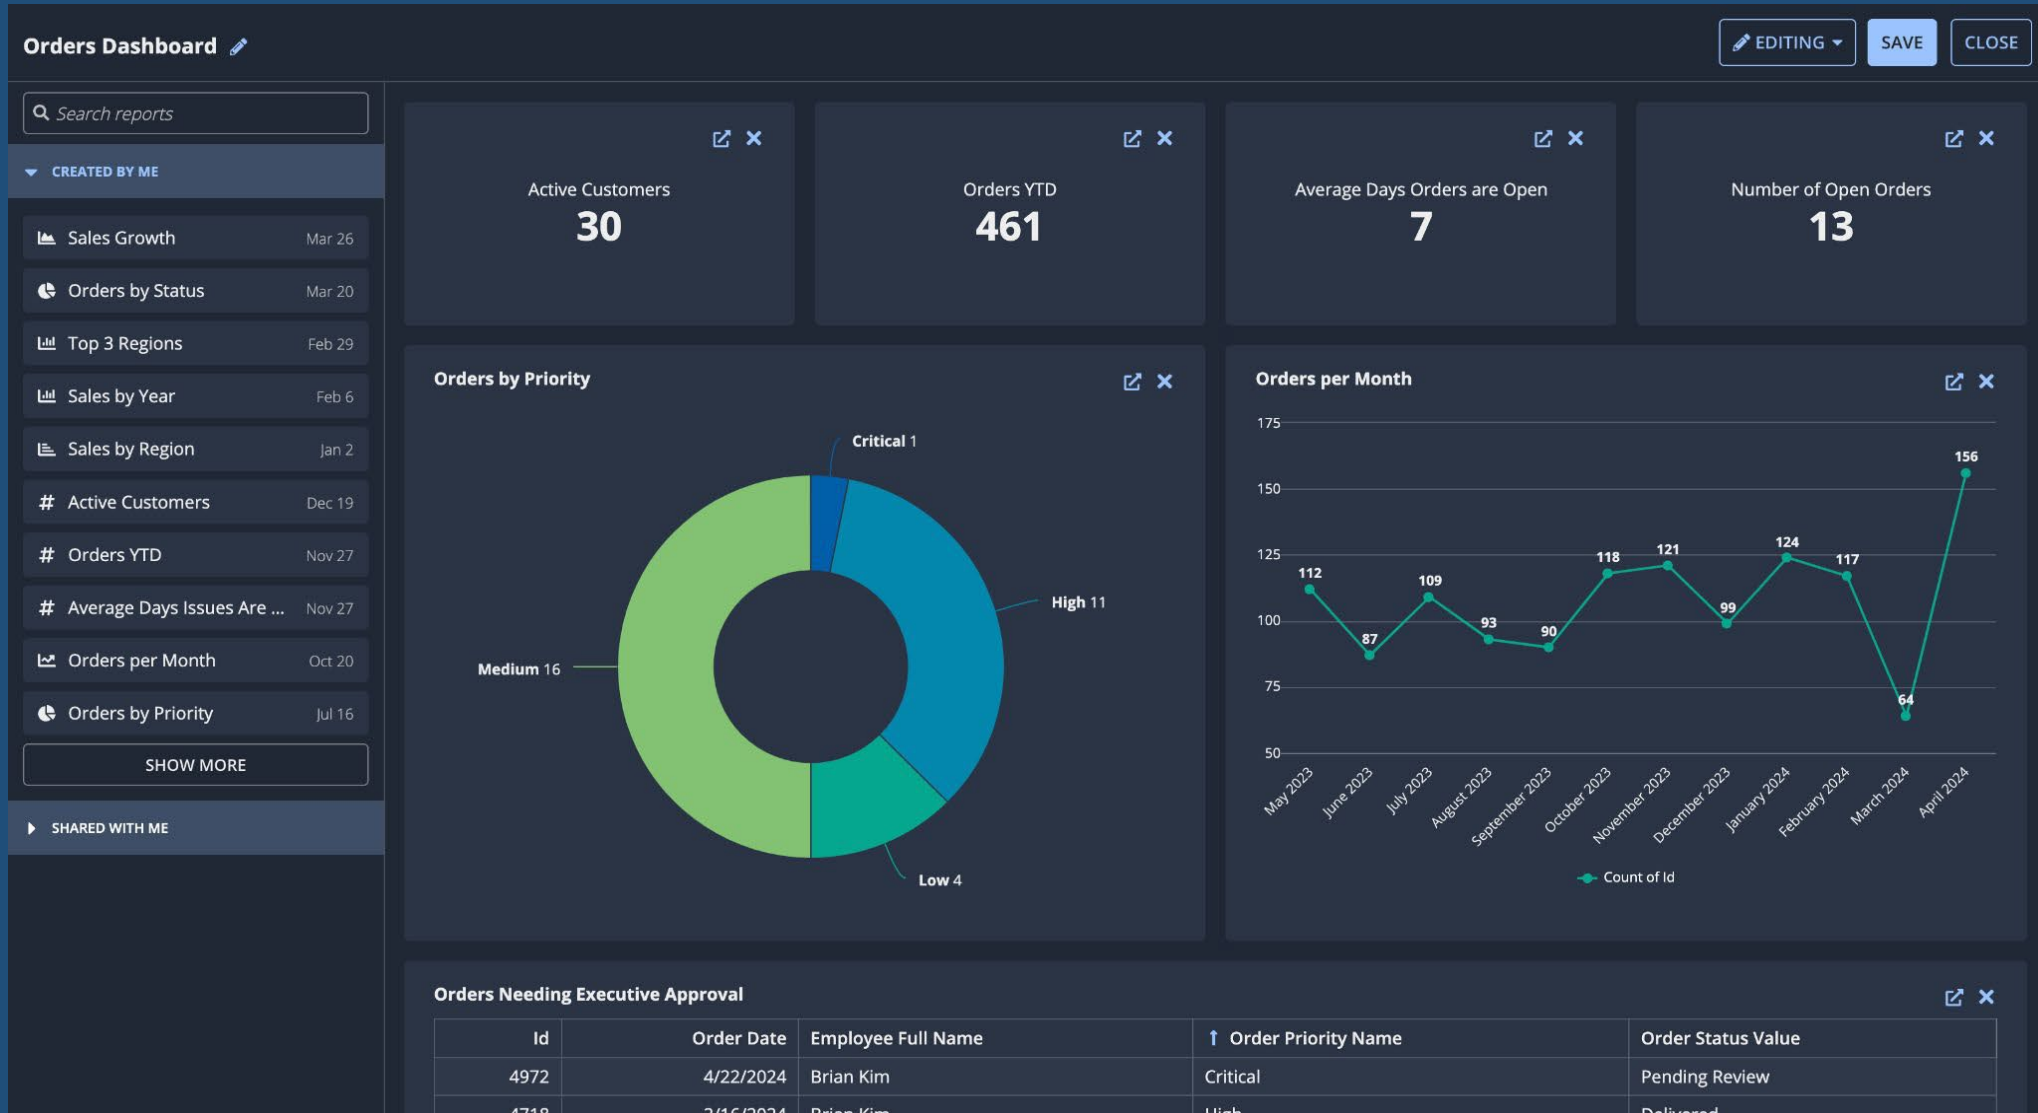 Orders Dashboard
EDITING
SAVE
CLOSE
Search reports
CREATED BY ME
Sales Growth Mar 26
Orders by Status Mar 20
Top 3 Regions Feb 29
Sales by Year Feb 6
Sales by Region Jan 2
# Active Customers Dec 19
# Orders YTD Nov 27
# Average Days Issues Are ... Nov 27
Orders per Month Oct 20
Orders by Priority Jul 16
SHOW MORE
SHARED WITH ME
Active Customers
30
Orders YTD
461
Average Days Orders are Open
7
Number of Open Orders
13
Orders by Priority
Critical 1
High 11
Medium 16
Low 4
Orders per Month
175
150
125
100
75
50
112
87
109
93
90
118
121
99
124
117
64
156
May 2023
June 2023
July 2023
August 2023
September 2023
October 2023
November 2023
December 2023
January 2024
February 2024
March 2024
April 2024
Count of Id
Orders Needing Executive Approval
Id Order Date Employee Full Name ↑ Order Priority Name Order Status Value
4972 4/22/2024 Brian Kim Critical Pending Review
Brian Kim High Delivered